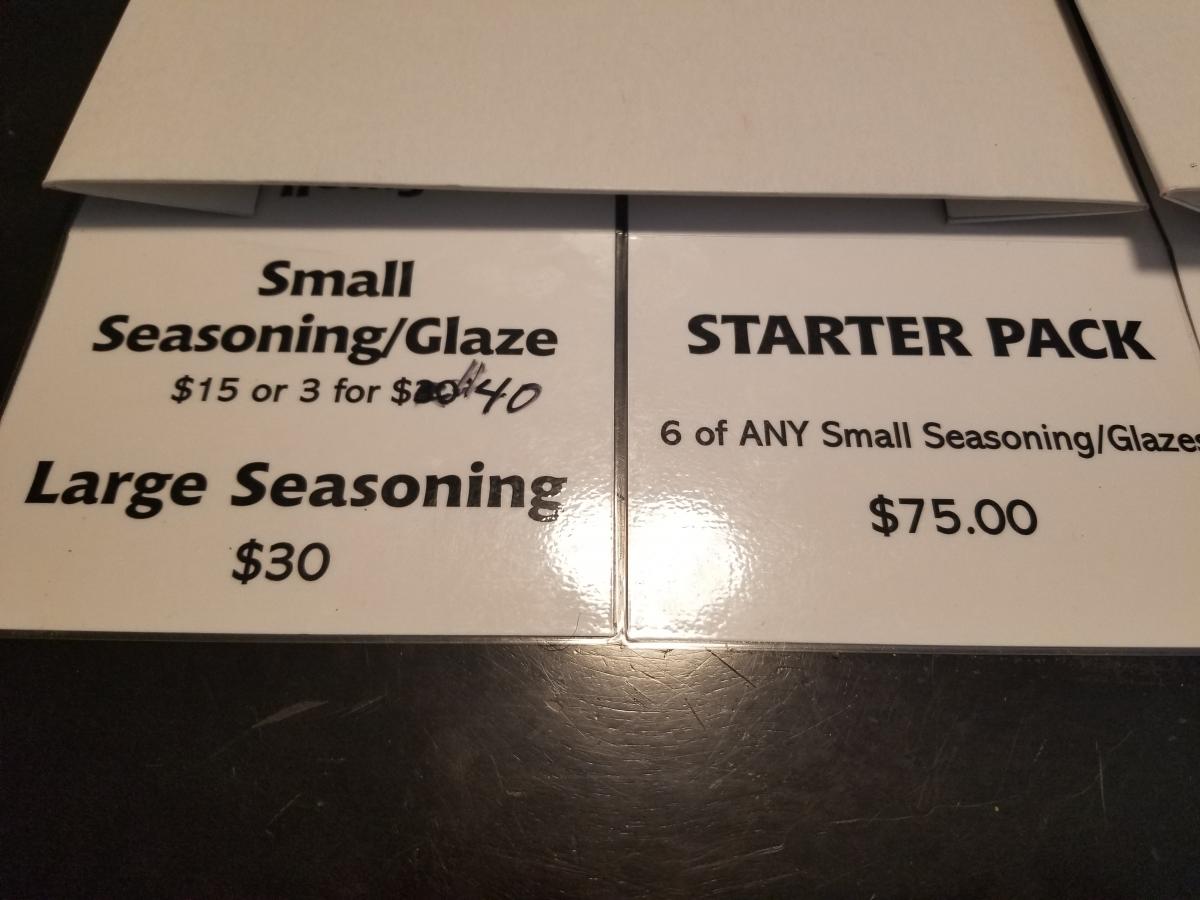 Small
Seasoning/Glaze
$15 or 3 for $40
Large Seasoning
$30
STARTER PACK
6 of ANY Small Seasoning/Glazes
$75.00